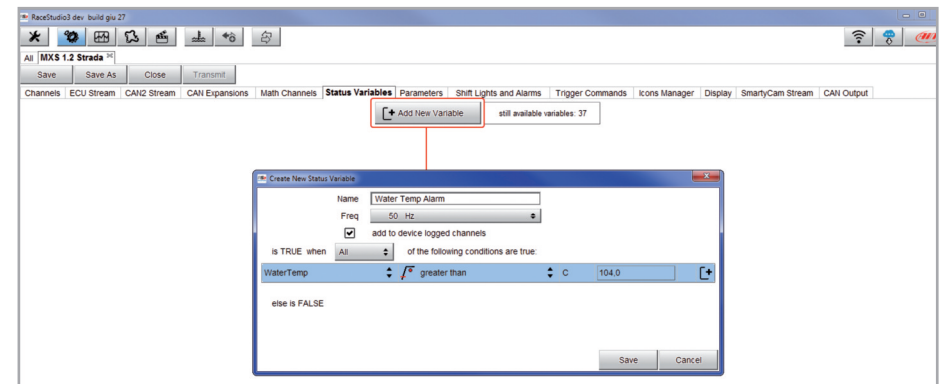 RaceStudio3 dev build giu 27
All MXS 1.2 Strada
Save Save As Close Transmit
Channels ECU Stream CAN2 Stream CAN Expansions Math Channels Status Variables Parameters Shift Lights and Alarms Trigger Commands Icons Manager Display SmartyCam Stream CAN Output
Add New Variable still available variables: 37
Create New Status Variable
Name Water Temp Alarm
Freq 50 Hz
add to device logged channels
is TRUE when All of the following conditions are true:
WaterTemp greater than C 104.0
else is FALSE
Save Cancel